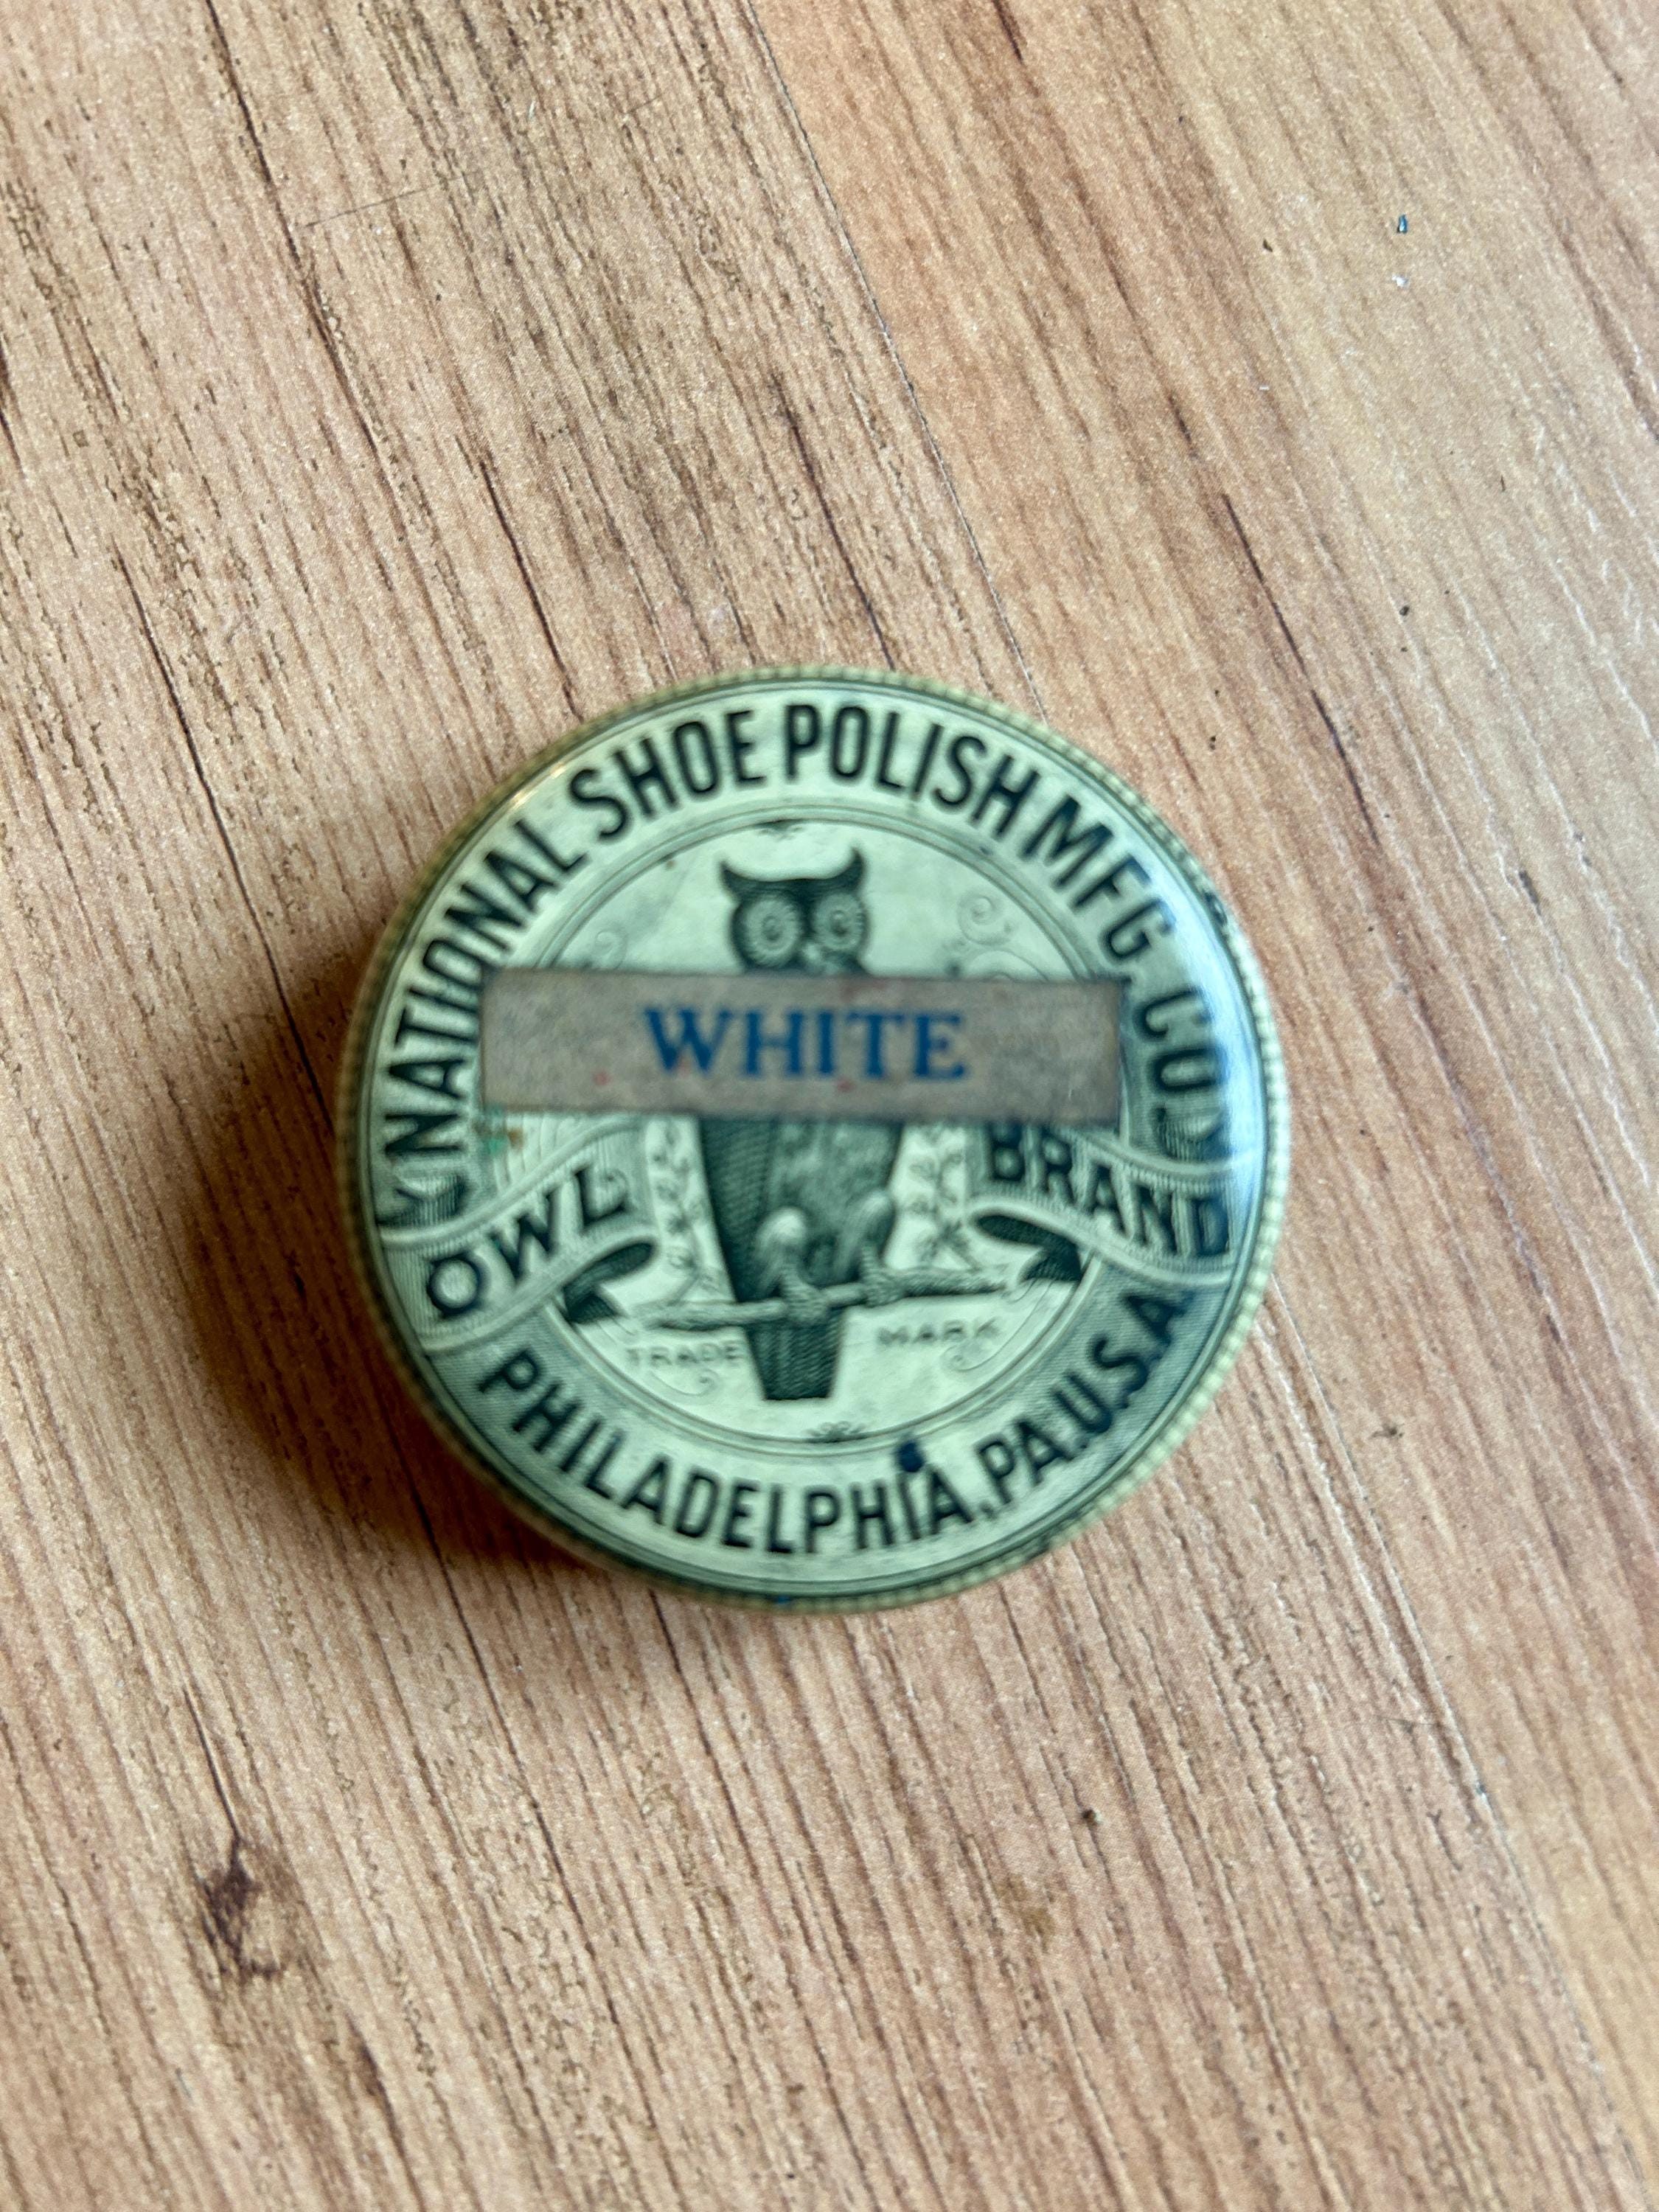 NATIONAL SHOE POLISH MFG. CO.
WHITE
OWL BRAND
TRADE MARK
PHILADELPHIA, PA. U.S.A.